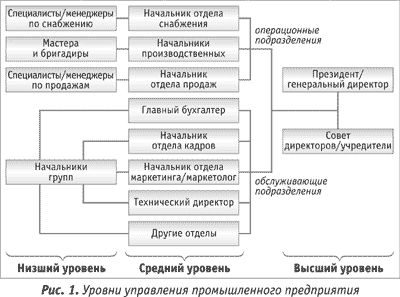 Специалисты/менеджеры
по снабжению
Начальник отдела
снабжения
операционные
подразделения
Мастера
и бригадиры
Начальники
производственных
Специалисты/менеджеры
по продажам
Начальник
отдела продаж
Президент/
генеральный директор
Главный бухгалтер
Начальник
отдела кадров
Совет
директоров/учредители
Начальники
групп
Начальник отдела
маркетинга/маркетолог
обслуживающие
подразделения
Технический директор
Другие отделы
Низший уровень
Средний уровень
Высший уровень
Рис. 1. Уровни управления промышленного предприятия